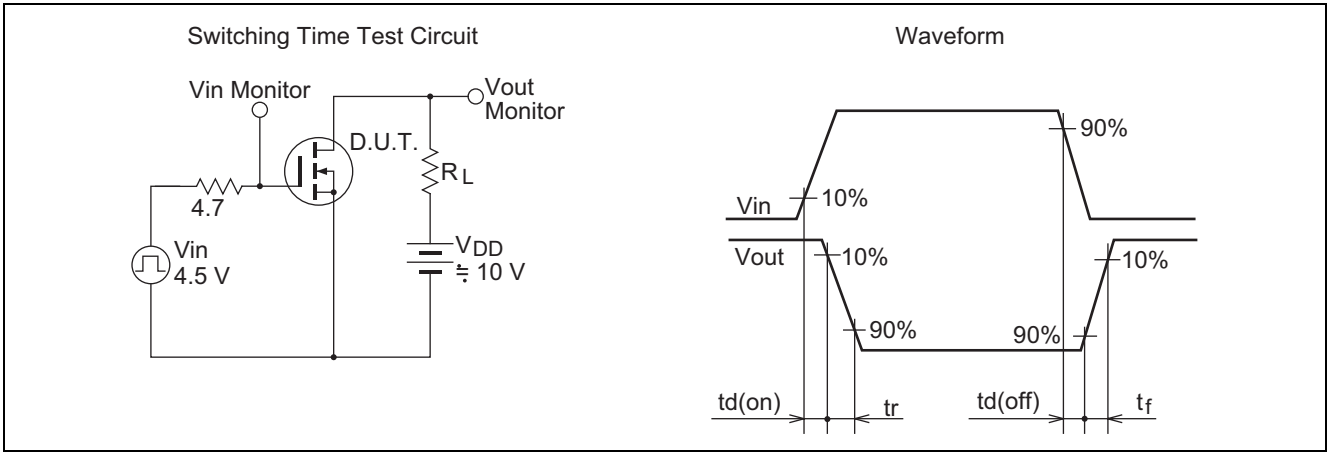 Switching Time Test Circuit
Vin Monitor
Vout
Monitor
D.U.T.
RL
4.7
Vin
4.5 V
VDD
≒ 10 V
Waveform
90%
Vin
10%
Vout
10%
10%
90%
90%
td(on)
tr
td(off)
tf